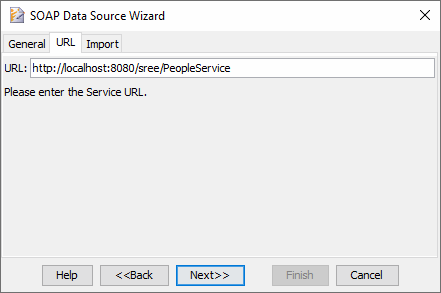 SOAP Data Source Wizard
General URL Import
URL: http://localhost:8080/sree/PeopleService
Please enter the Service URL.
Help <<Back Next>> Finish Cancel